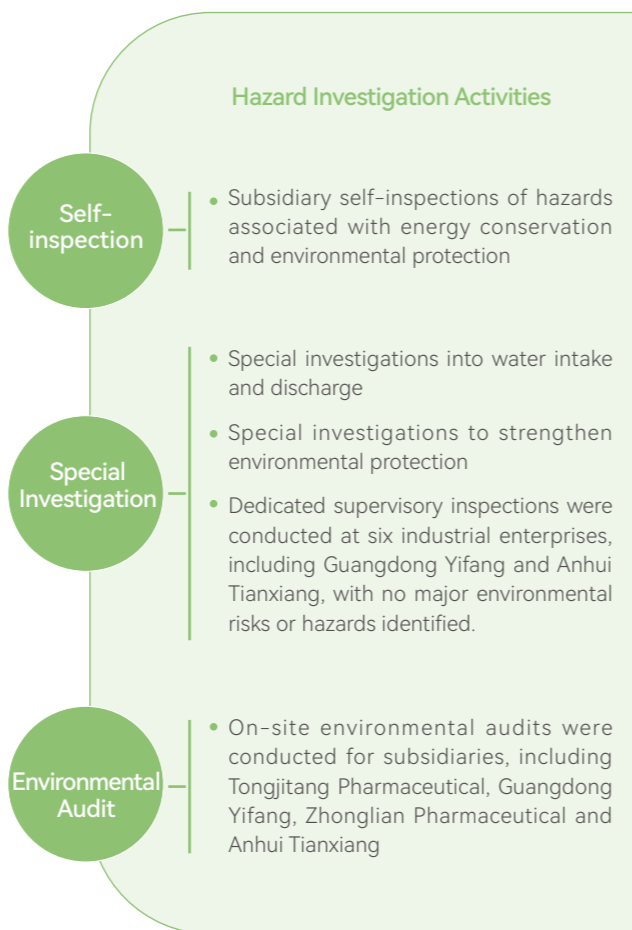 Hazard Investigation Activities
Self-
inspection
• Subsidiary self-inspections of hazards
associated with energy conservation
and environmental protection
Special
Investigation
• Special investigations into water intake
and discharge
• Special investigations to strengthen
environmental protection
• Dedicated supervisory inspections were
conducted at six industrial enterprises,
including Guangdong Yifang and Anhui
Tianxiang, with no major environmental
risks or hazards identified.
Environmental
Audit
• On-site environmental audits were
conducted for subsidiaries, including
Tongjitang Pharmaceutical, Guangdong
Yifang, Zhonglian Pharmaceutical and
Anhui Tianxiang